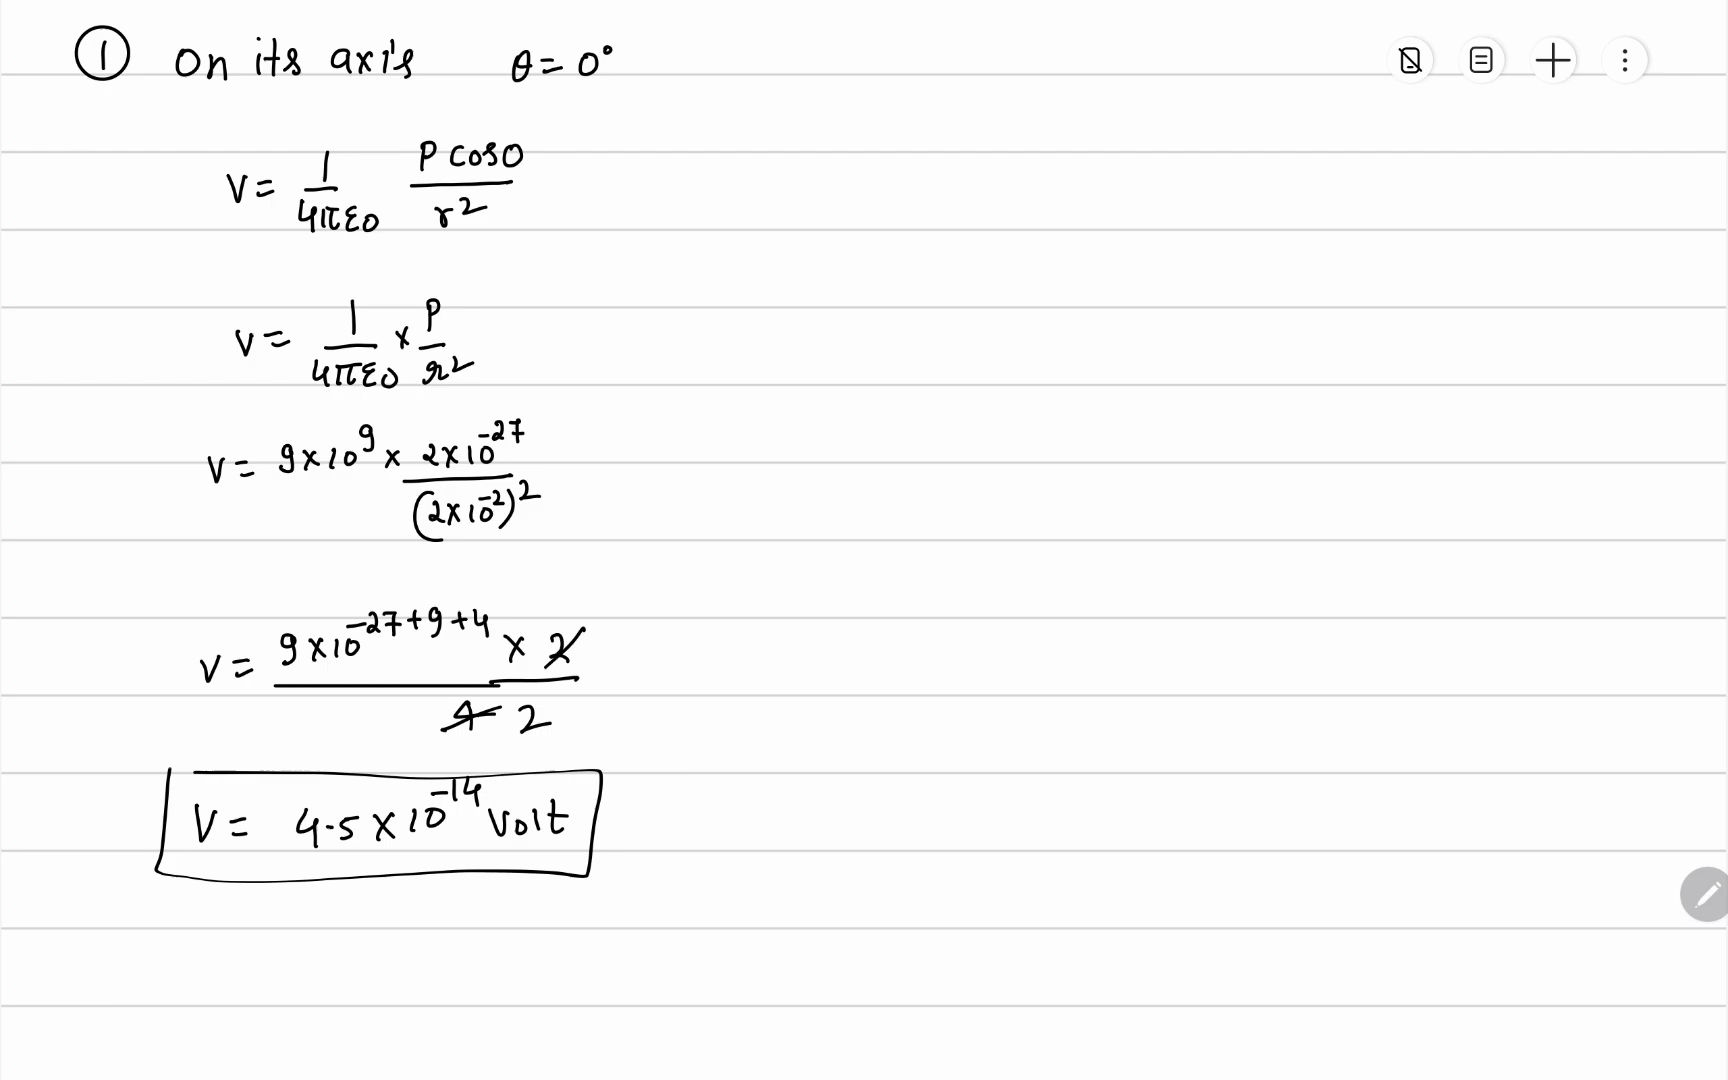 ① On its axis θ = 0°
V = 1/4πε0 P cos0/r²
V = 1/4πε0 × P/r²
V = 9×10⁹ × 2×10⁻²⁷/(2×10⁻²)²
V = 9×10⁻²⁷⁺⁹⁺⁴ × 2/4 2
V = 4.5 × 10⁻¹⁴ Volt